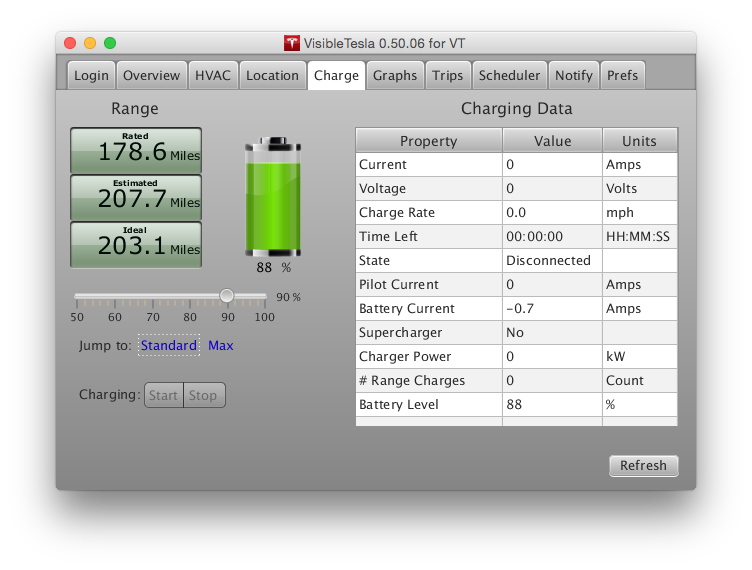 VisibleTesla 0.50.06 for VT
Login Overview HVAC Location Charge Graphs Trips Scheduler Notify Prefs
Range
Rated
178.6 Miles
Estimated
207.7 Miles
Ideal
203.1 Miles
88 %
90 %
50 60 70 80 90 100
Jump to: Standard Max
Charging: Start Stop
Charging Data
Property Value Units
Current 0 Amps
Voltage 0 Volts
Charge Rate 0.0 mph
Time Left 00:00:00 HH:MM:SS
State Disconnected
Pilot Current 0 Amps
Battery Current -0.7 Amps
Supercharger No
Charger Power 0 kW
# Range Charges 0 Count
Battery Level 88 %
Refresh